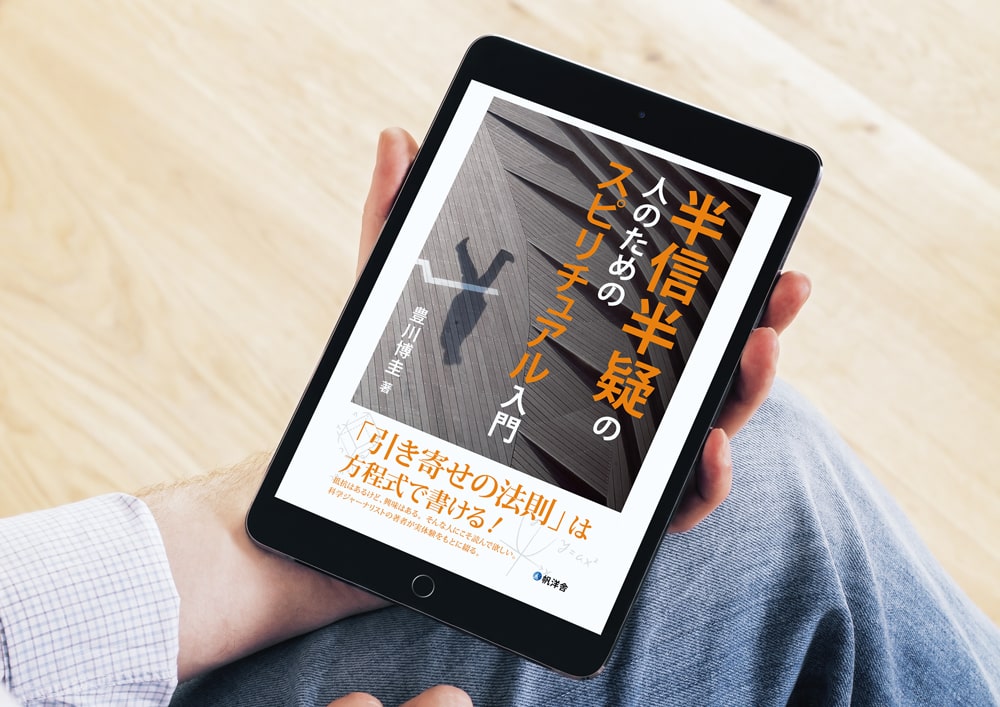 半信半疑の
人のための
スピリチュアル入門
豊川博圭 著
「引き寄せの法則」は
方程式で書ける!
抵抗はあるけど、興味はある。そんな人にこそ読んで欲しい。
科学ジャーナリストの著者が実体験をもとに綴る。
y=ax²
帆洋舎